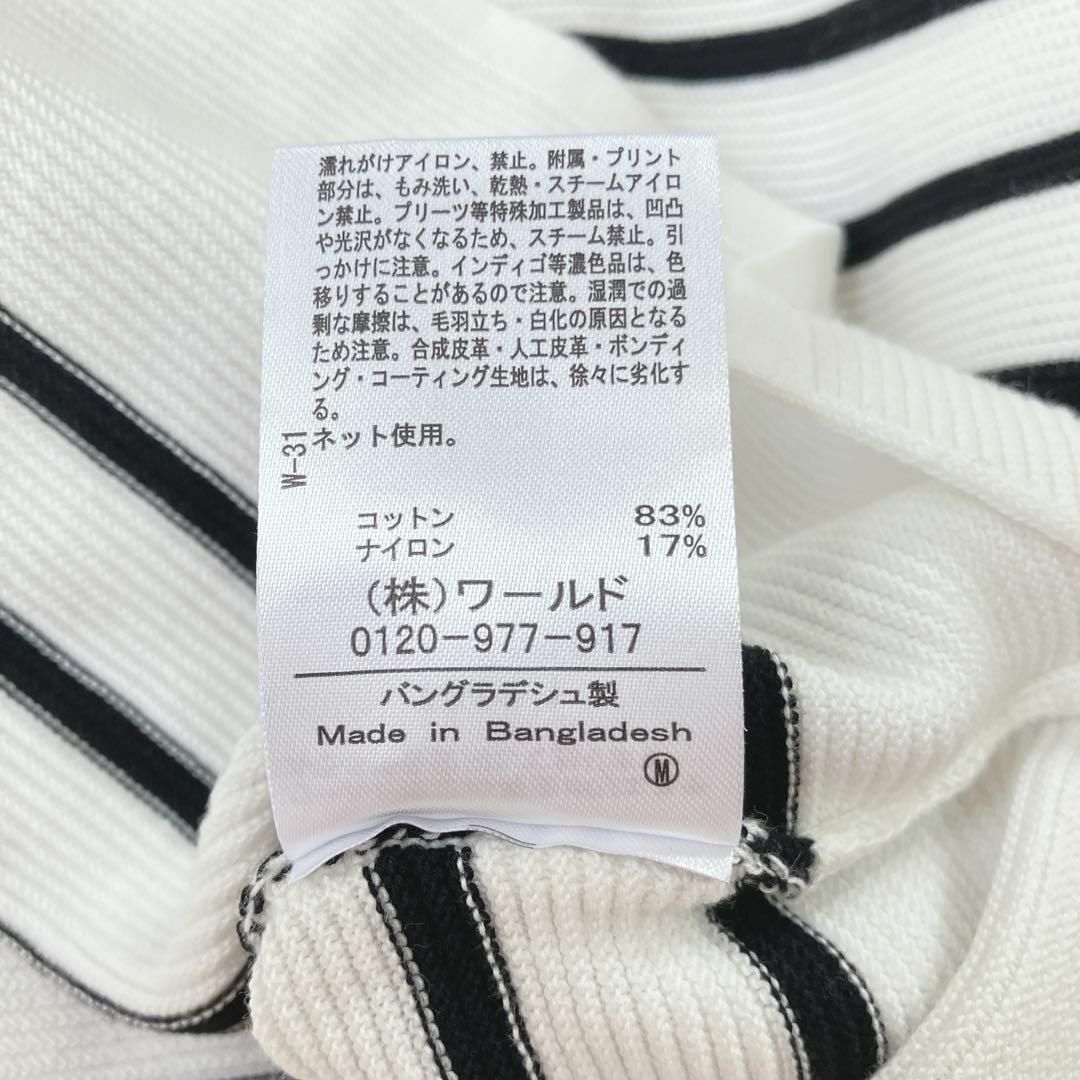 濡れがけアイロン、禁止。附属・プリント
部分は、もみ洗い、乾熱・スチームアイロ
ン禁止。プリーツ等特殊加工製品は、凹凸
や光沢がなくなるため、スチーム禁止。引
っかけに注意。インディゴ等濃色品は、色
移りすることがあるので注意。湿潤での過
剰な摩擦は、毛羽立ち・白化の原因となる
ため注意。合成皮革・人工皮革・ボンディ
ング・コーティング生地は、徐々に劣化す
る。
ネット使用。
W-31
コットン 83%
ナイロン 17%
(株)ワールド
0120-977-917
バングラデシュ製
Made in Bangladesh
Ⓜ